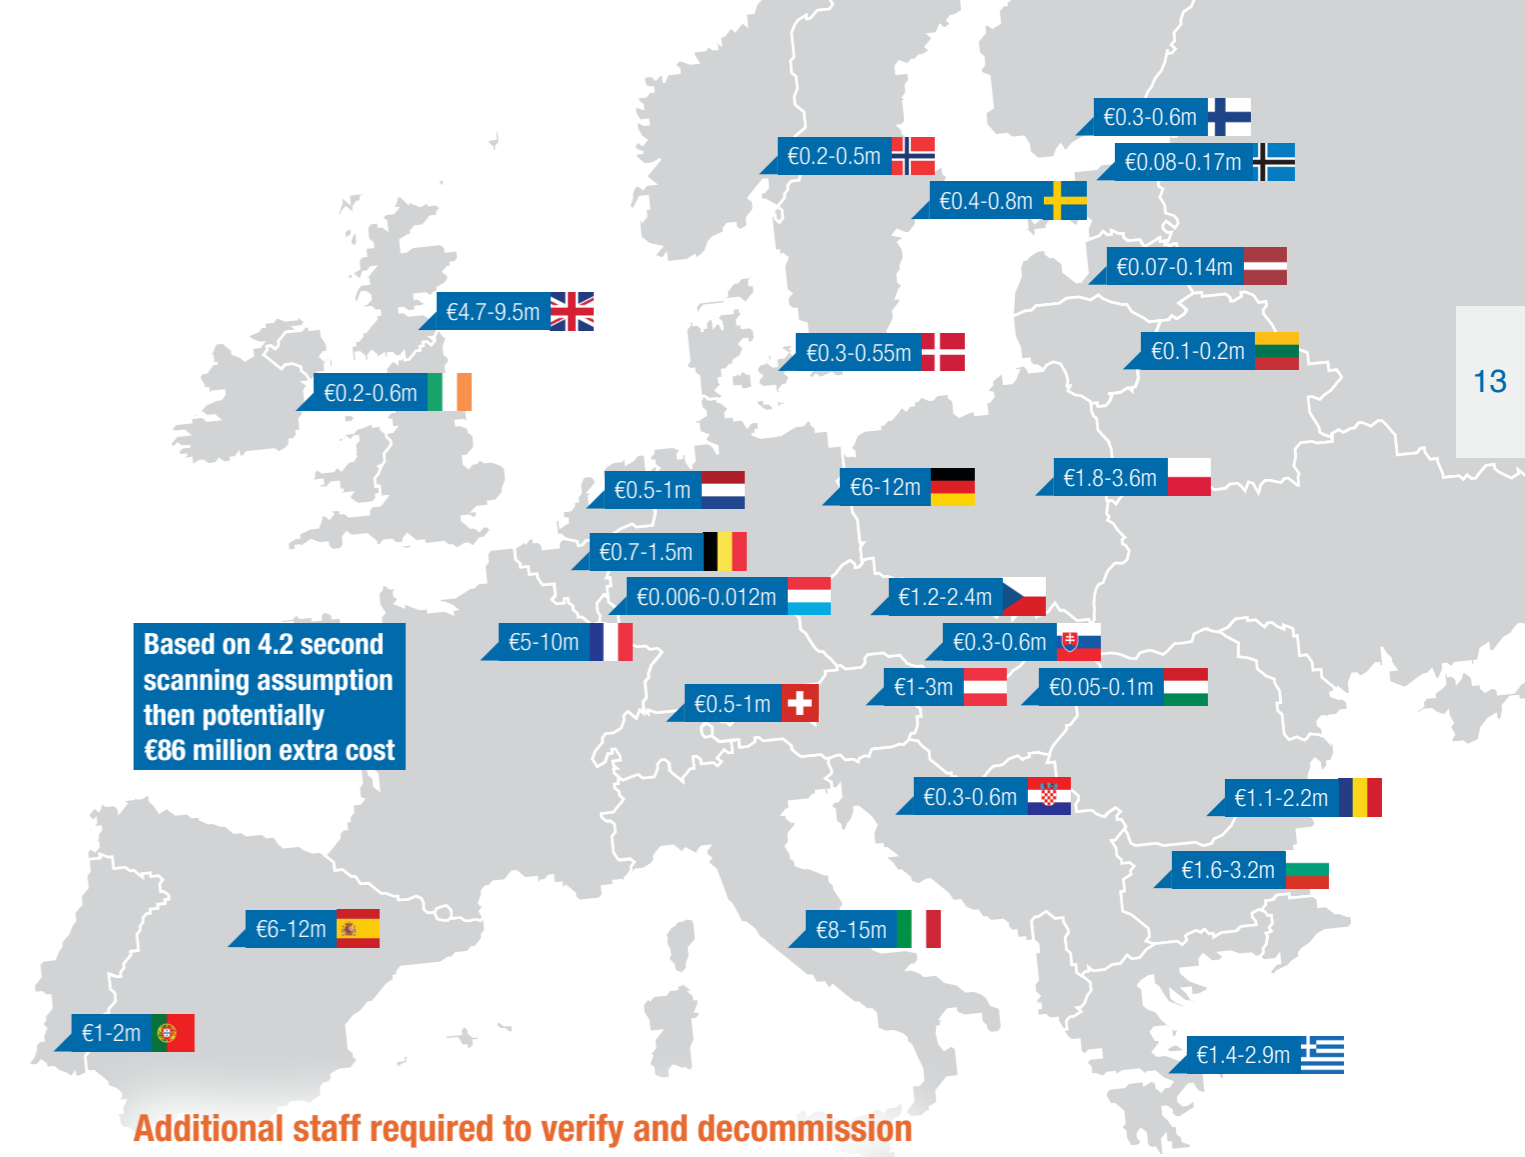 €0.3-0.6m
€0.2-0.5m
€0.08-0.17m
€0.4-0.8m
€0.07-0.14m
€4.7-9.5m
€0.3-0.55m
€0.1-0.2m
€0.2-0.6m
13
€0.5-1m
€6-12m
€1.8-3.6m
€0.7-1.5m
€0.006-0.012m
€1.2-2.4m
€5-10m
€0.3-0.6m
Based on 4.2 second
scanning assumption
then potentially
€86 million extra cost
€0.5-1m
€1-3m
€0.05-0.1m
€0.3-0.6m
€1.1-2.2m
€1.6-3.2m
€6-12m
€8-15m
€1-2m
€1.4-2.9m
Additional staff required to verify and decommission